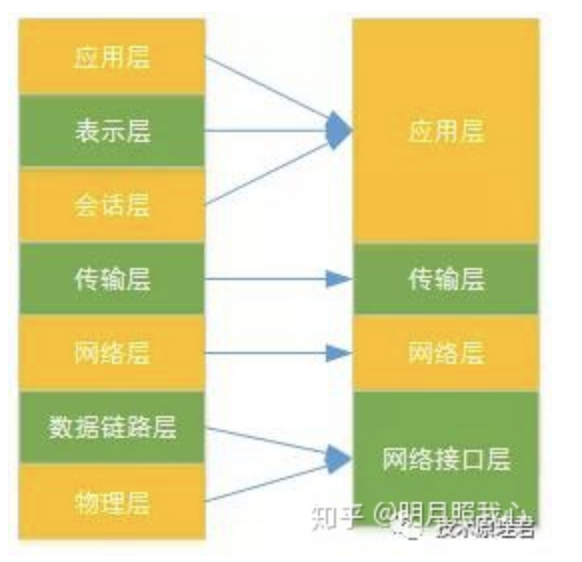 应用层
表示层
会话层
传输层
网络层
数据链路层
物理层
应用层
传输层
网络层
网络接口层
知乎 @明月照我心
技术原理君